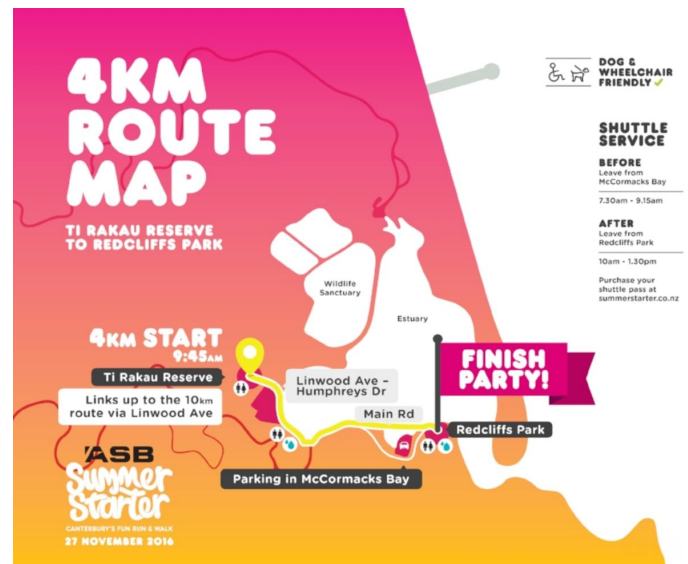 4KM
ROUTE
MAP
TI RAKAU RESERVE
TO REDCLIFFS PARK
DOG &
WHEELCHAIR
FRIENDLY
SHUTTLE
SERVICE
BEFORE
Leave from
McCormacks Bay
7.30am - 9.15am
AFTER
Leave from
Redcliffs Park
10am - 1.30pm
Purchase your
shuttle pass at
summerstarter.co.nz
Wildlife
Sanctuary
Estuary
4KM START
9:45AM
Ti Rakau Reserve
Links up to the 10km
route via Linwood Ave
Linwood Ave –
Humphreys Dr
Main Rd
FINISH
PARTY!
Redcliffs Park
Parking in McCormacks Bay
ASB
Summer
Starter
CANTERBURY'S FUN RUN & WALK
27 NOVEMBER 2016